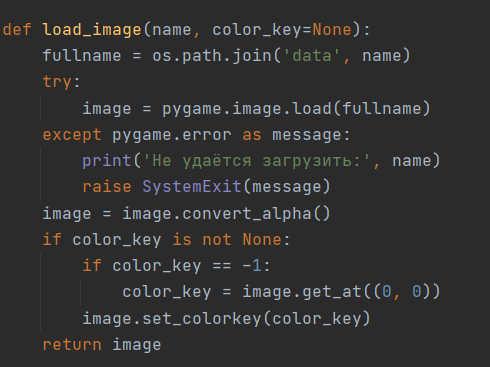 def load_image(name, color_key=None):
    fullname = os.path.join('data', name)
    try:
        image = pygame.image.load(fullname)
    except pygame.error as message:
        print('Не удаётся загрузить:', name)
        raise SystemExit(message)
    image = image.convert_alpha()
    if color_key is not None:
        if color_key == -1:
            color_key = image.get_at((0, 0))
        image.set_colorkey(color_key)
    return image